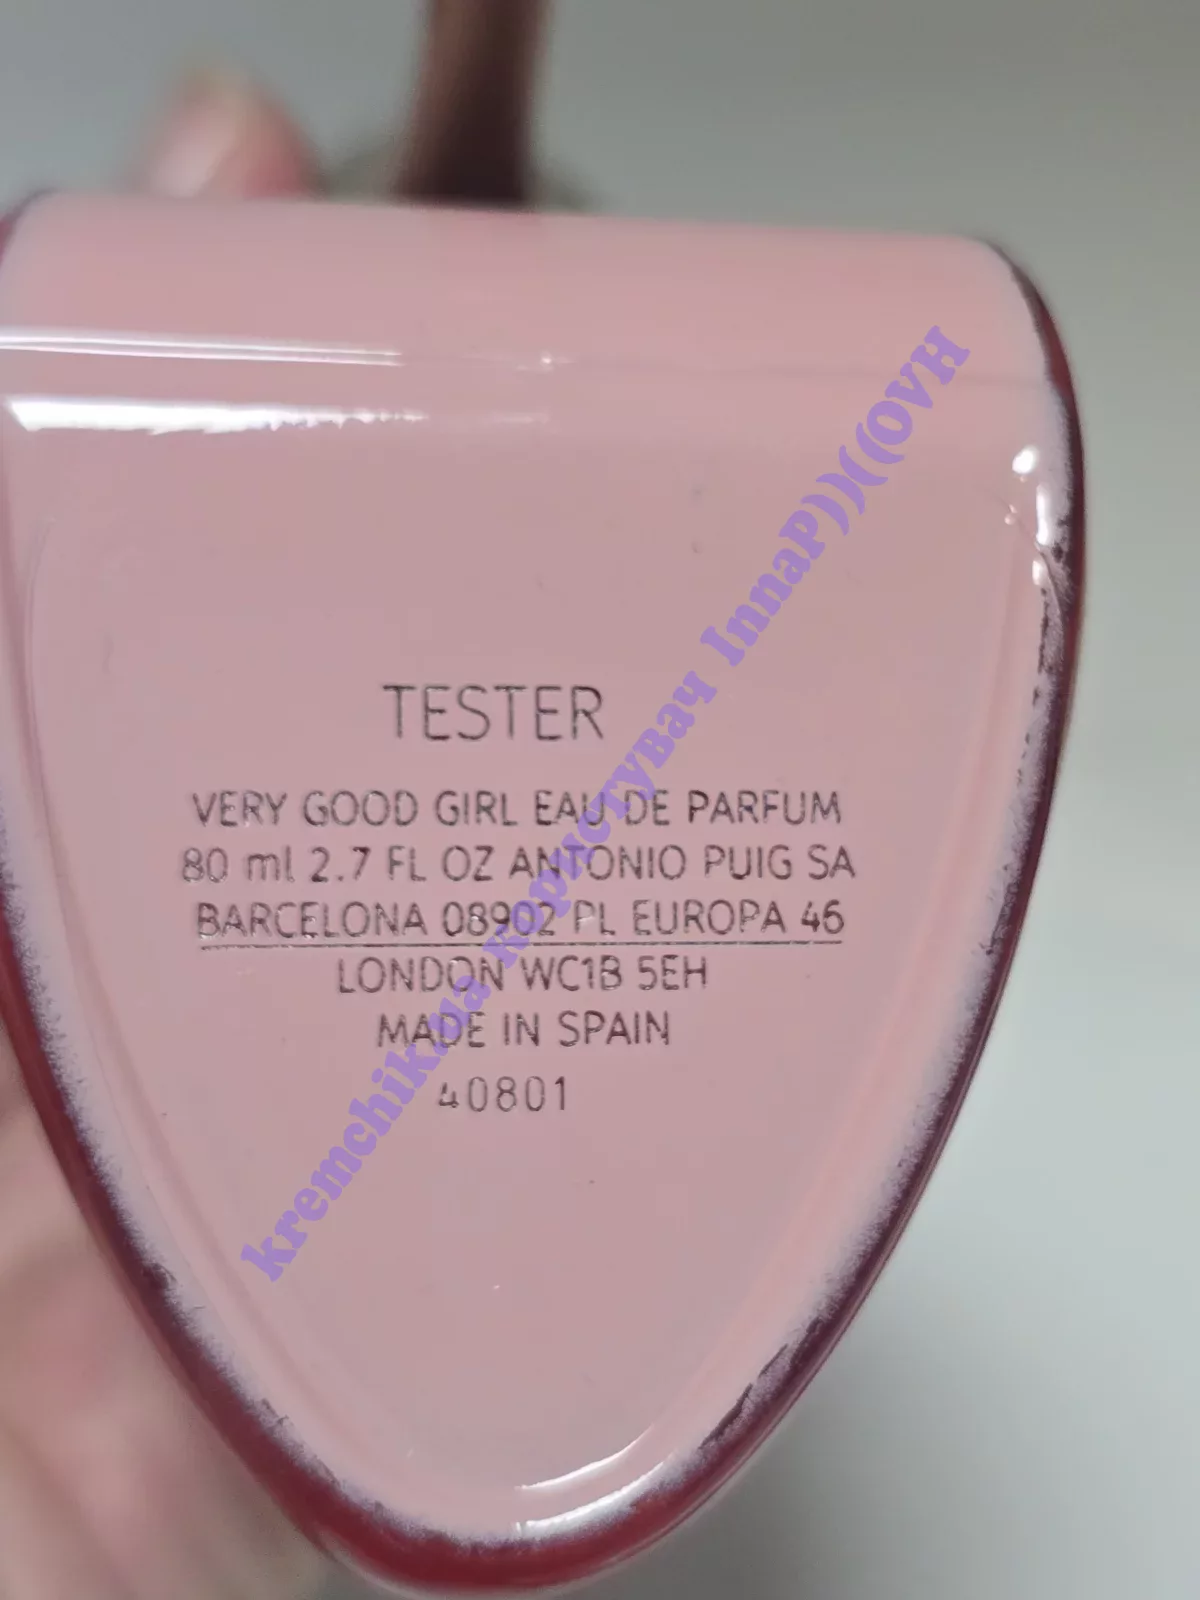 TESTER
VERY GOOD GIRL EAU DE PARFUM
80 ml 2.7 FL OZ ANTONIO PUIG SA
BARCELONA 08902 PL EUROPA 46
LONDON WC1B 5EH
MADE IN SPAIN
40801
kremchik.ua користувач InnaP))((OVH